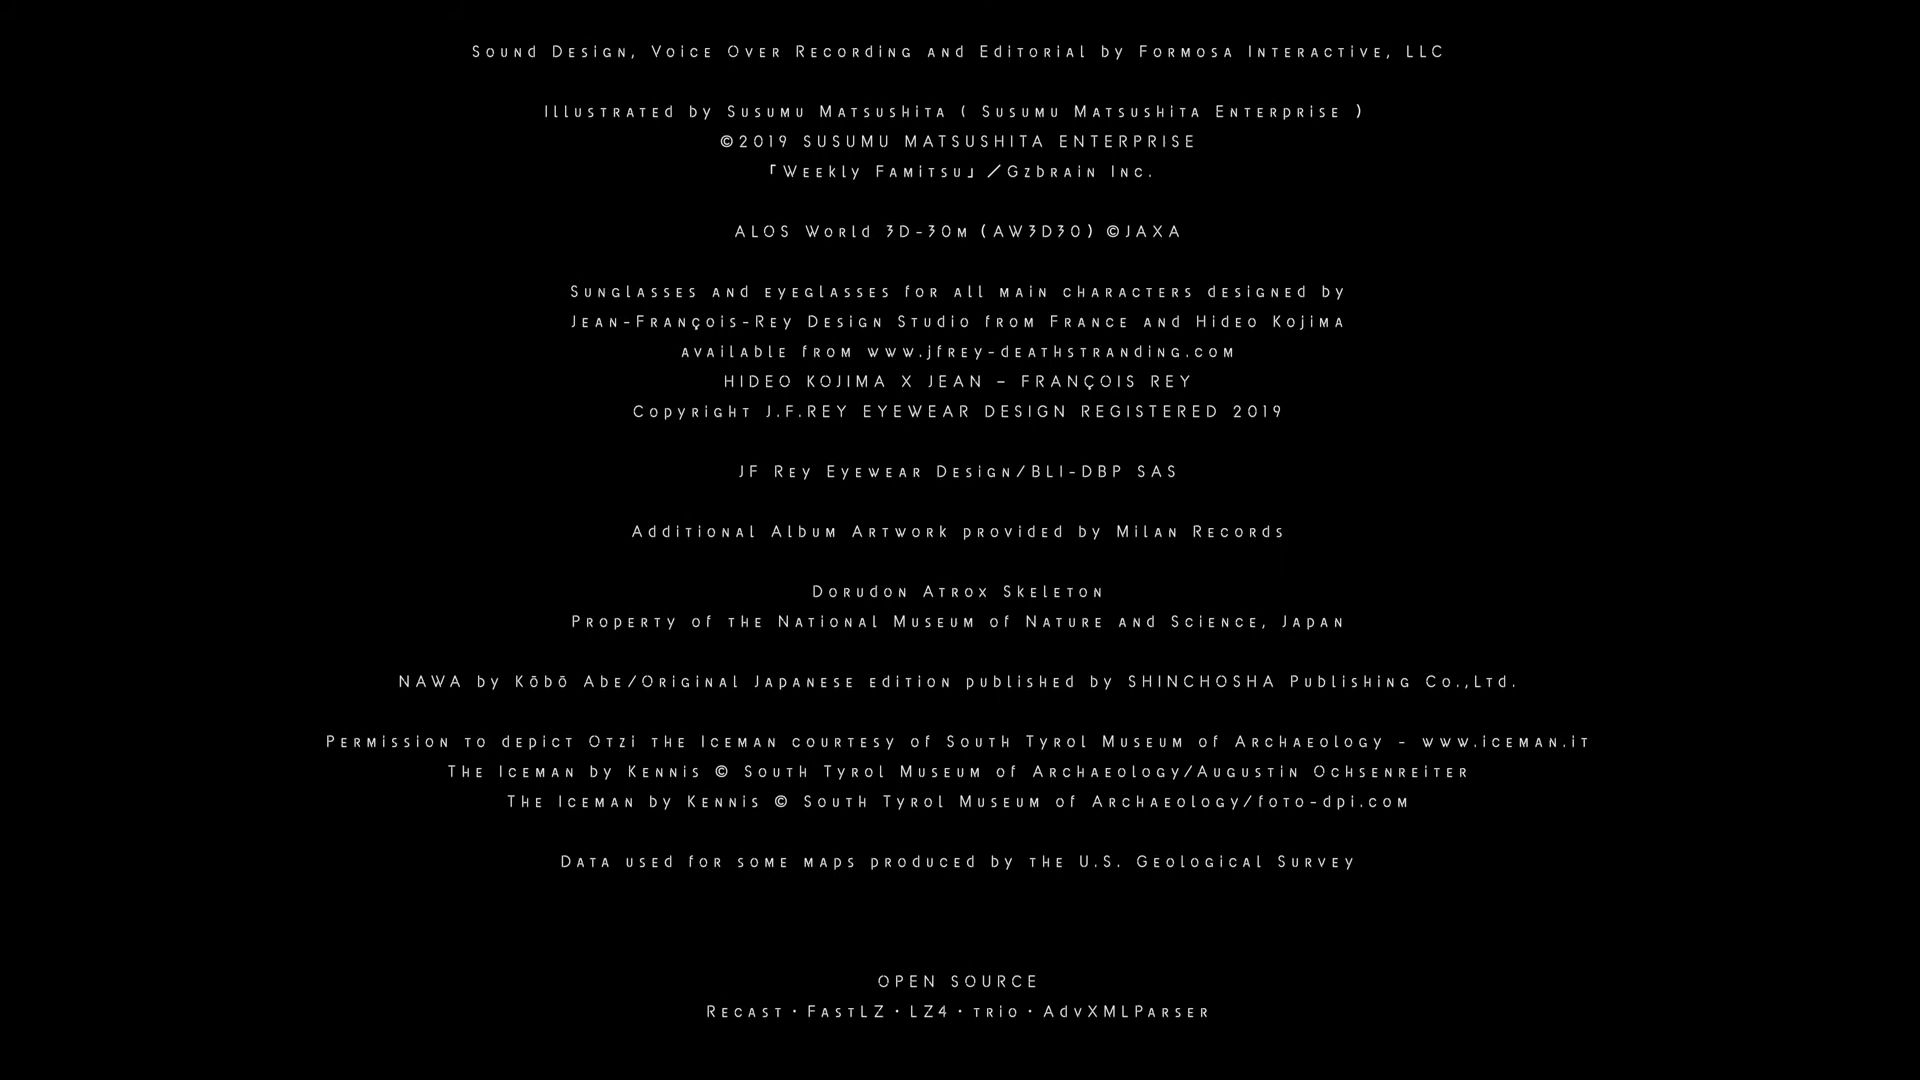 Sound Design, Voice Over Recording and Editorial by Formosa Interactive, LLC
Illustrated by Susumu Matsushita ( Susumu Matsushita Enterprise )
©2019 SUSUMU MATSUSHITA ENTERPRISE
「Weekly Famitsu」／Gzbrain Inc.
ALOS World 3D-30m (AW3D30) ©JAXA
Sunglasses and eyeglasses for all main characters designed by
Jean-François-Rey Design Studio from France and Hideo Kojima
available from www.jfrey-deathstranding.com
HIDEO KOJIMA X JEAN – FRANÇOIS REY
Copyright J.F.REY EYEWEAR DESIGN REGISTERED 2019
JF Rey Eyewear Design/BLI-DBP SAS
Additional Album Artwork provided by Milan Records
Dorudon Atrox Skeleton
Property of the National Museum of Nature and Science, Japan
NAWA by Kōbō Abe/Original Japanese edition published by SHINCHOSHA Publishing Co.,Ltd.
Permission to depict Otzi the Iceman courtesy of South Tyrol Museum of Archaeology - www.iceman.it
The Iceman by Kennis © South Tyrol Museum of Archaeology/Augustin Ochsenreiter
The Iceman by Kennis © South Tyrol Museum of Archaeology/foto-dpi.com
Data used for some maps produced by the U.S. Geological Survey
OPEN SOURCE
Recast・FastLZ・LZ4・trio・AdvXMLParser